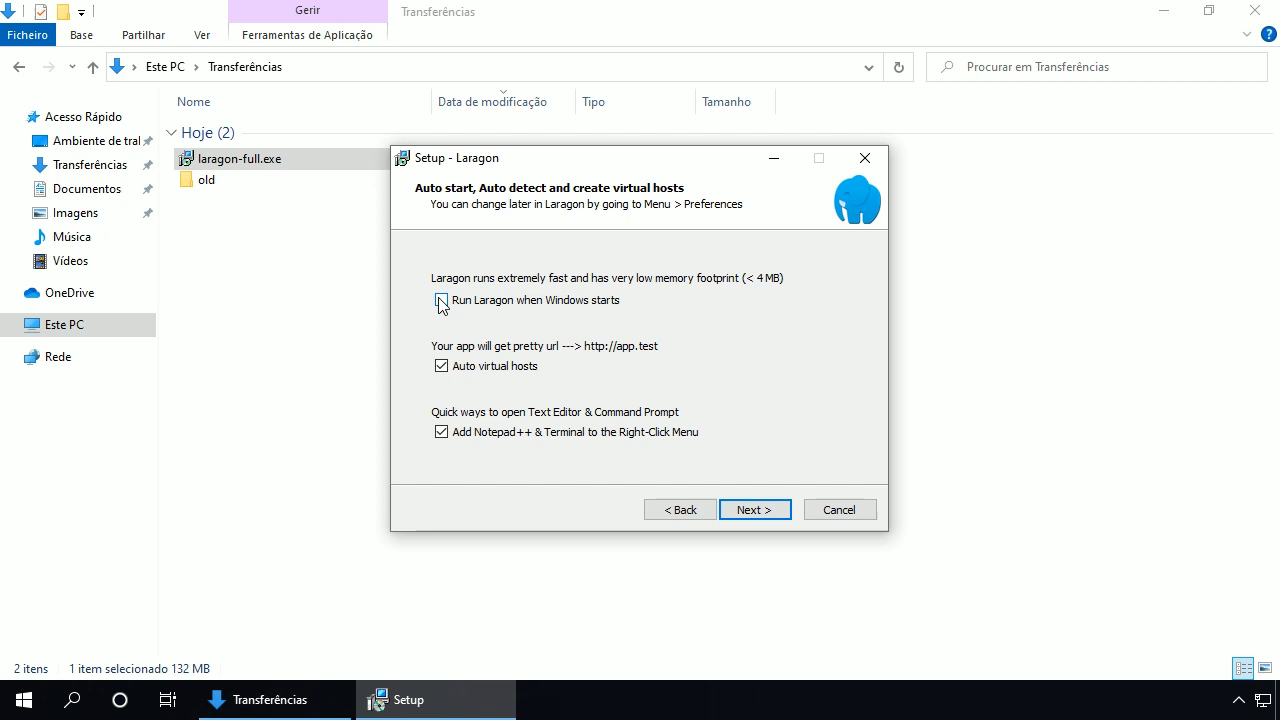 Gerir
Transferências
Ficheiro
Base
Partilhar
Ver
Ferramentas de Aplicação
Este PC
Transferências
Procurar em Transferências
Nome
Data de modificação
Tipo
Tamanho
Acesso Rápido
Ambiente de tral
Transferências
Documentos
Imagens
Música
Vídeos
OneDrive
Este PC
Rede
Hoje (2)
laragon-full.exe
old
Setup - Laragon
Auto start, Auto detect and create virtual hosts
You can change later in Laragon by going to Menu > Preferences
Laragon runs extremely fast and has very low memory footprint (< 4 MB)
Run Laragon when Windows starts
Your app will get pretty url ---> http://app.test
Auto virtual hosts
Quick ways to open Text Editor & Command Prompt
Add Notepad++ & Terminal to the Right-Click Menu
< Back
Next >
Cancel
2 itens
1 item selecionado 132 MB
Transferências
Setup